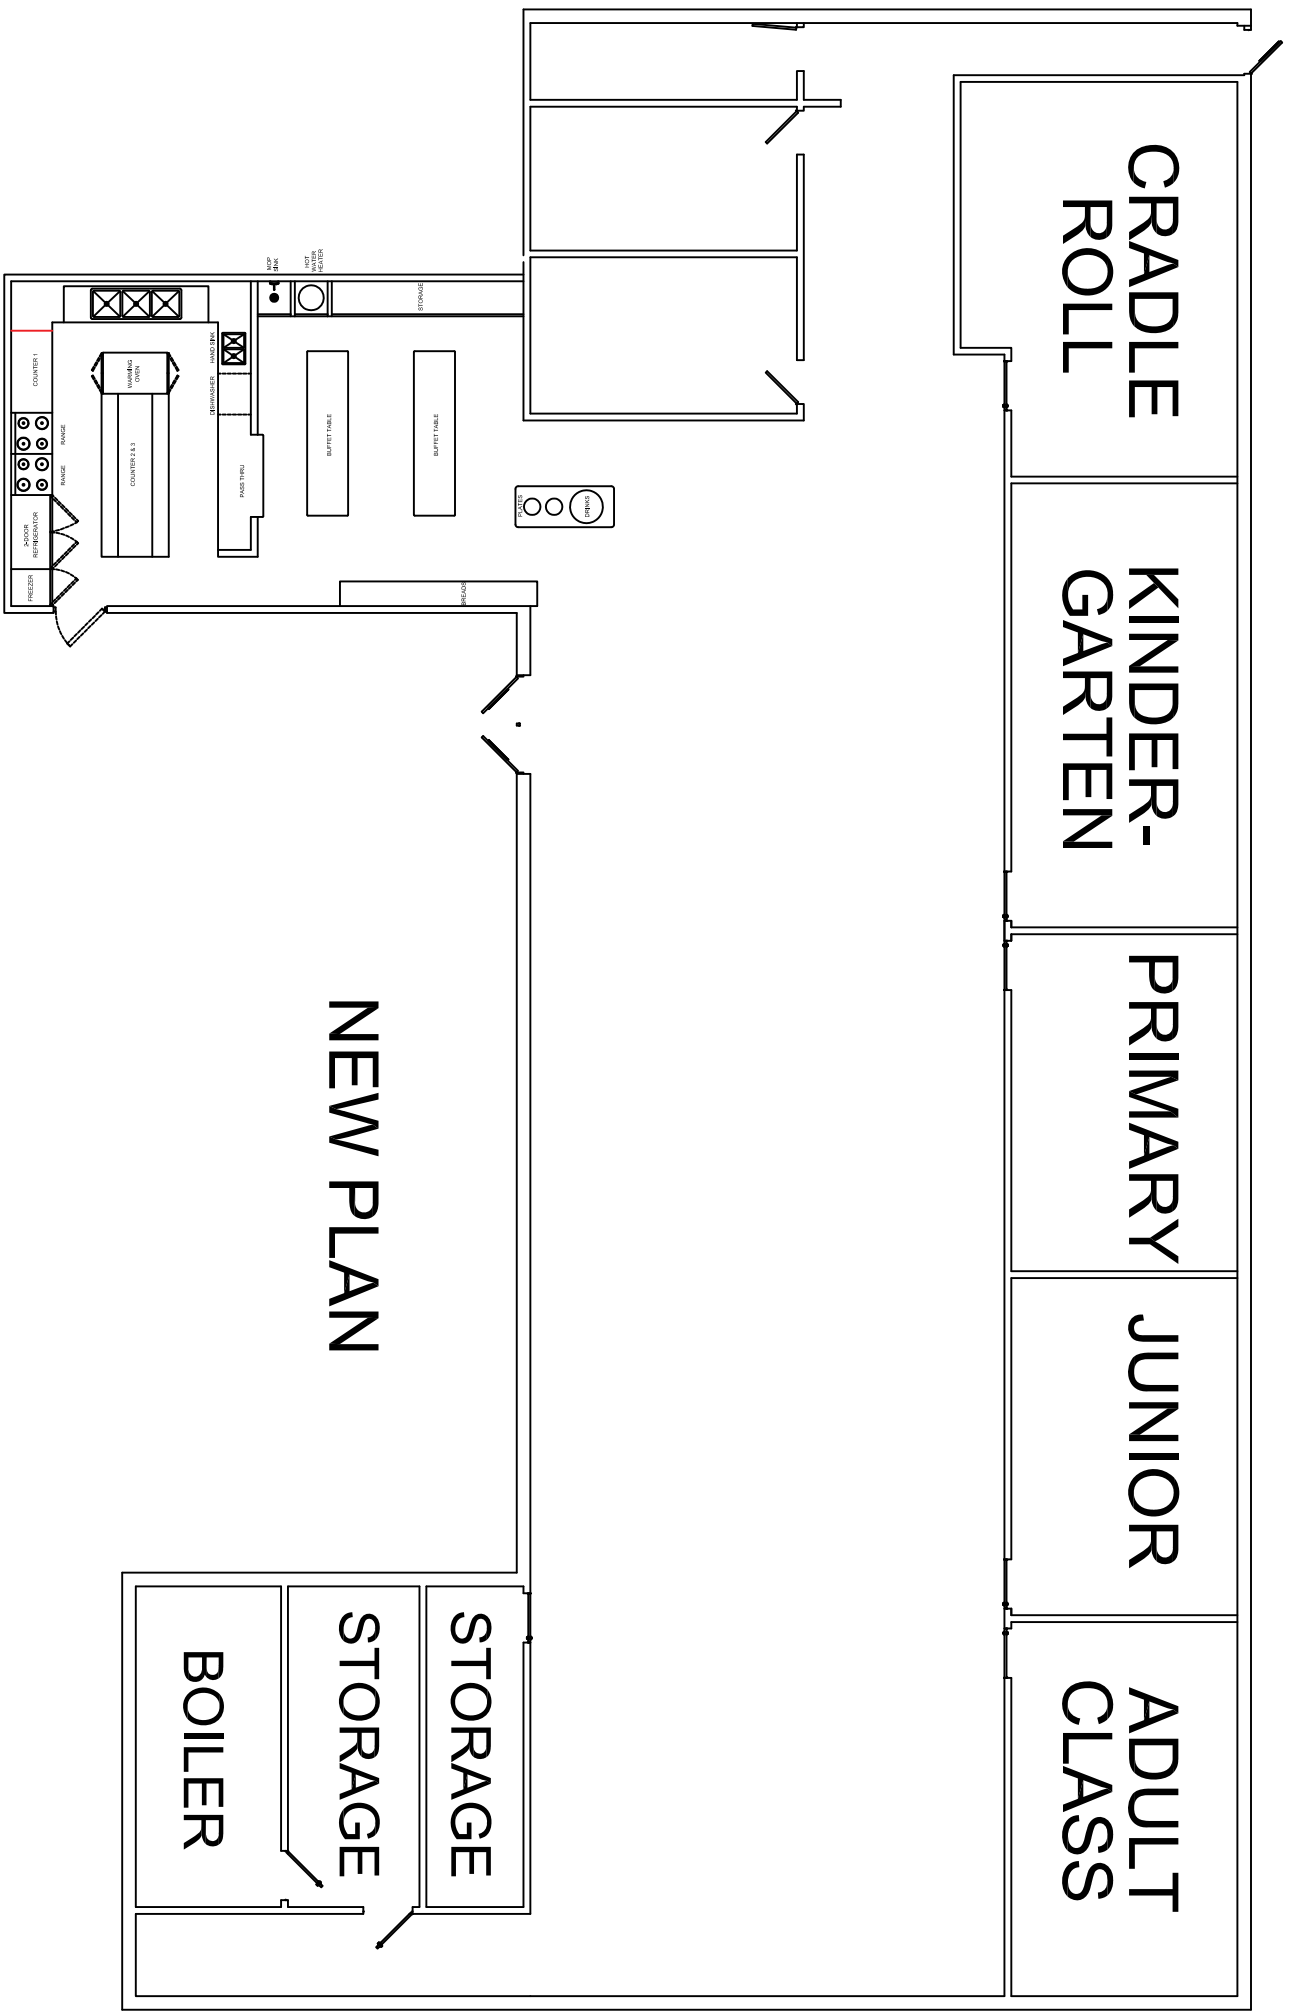 CRADLE
ROLL
KINDER-
GARTEN
PRIMARY
JUNIOR
ADULT
CLASS
NEW PLAN
STORAGE
STORAGE
BOILER
MOP
SINK
HOT
WATER
HEATER
STORAGE
HAND SINK
DISHWASHER
PASS THRU
BUFFET TABLE
BUFFET TABLE
PLATES
DRINKS
BREADS
COUNTER 1
WARMING
OVEN
COUNTER 2 & 3
RANGE
RANGE
2-DOOR
REFRIGERATOR
FREEZER